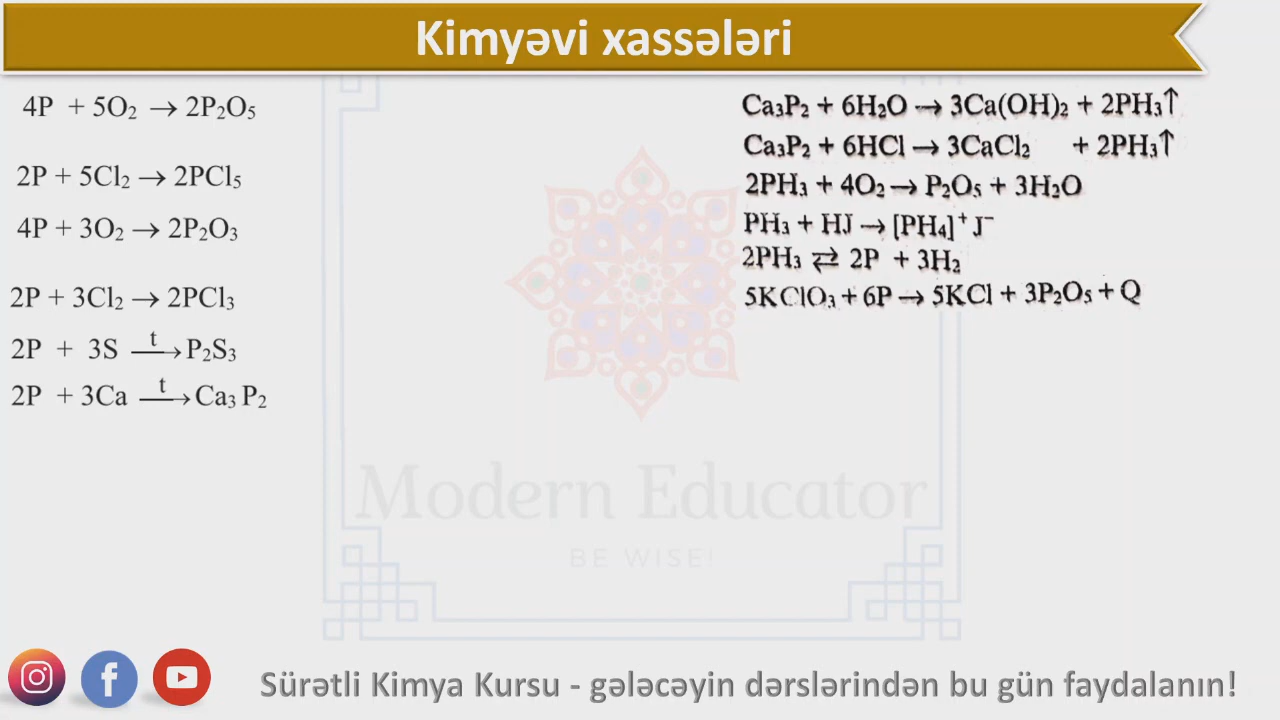 Kimyəvi xassələri
4P + 5O₂ → 2P₂O₅
2P + 5Cl₂ → 2PCl₅
4P + 3O₂ → 2P₂O₃
2P + 3Cl₂ → 2PCl₃
2P + 3S —t→ P₂S₃
2P + 3Ca —t→ Ca₃P₂
Ca₃P₂ + 6H₂O → 3Ca(OH)₂ + 2PH₃↑
Ca₃P₂ + 6HCl → 3CaCl₂ + 2PH₃↑
2PH₃ + 4O₂ → P₂O₅ + 3H₂O
PH₃ + HJ → [PH₄]⁺ J⁻
2PH₃ ⇄ 2P + 3H₂
5KClO₃ + 6P → 5KCl + 3P₂O₅ + Q
Modern Educator
BE WISE!
Sürətli Kimya Kursu - gələcəyin dərslərindən bu gün faydalanın!